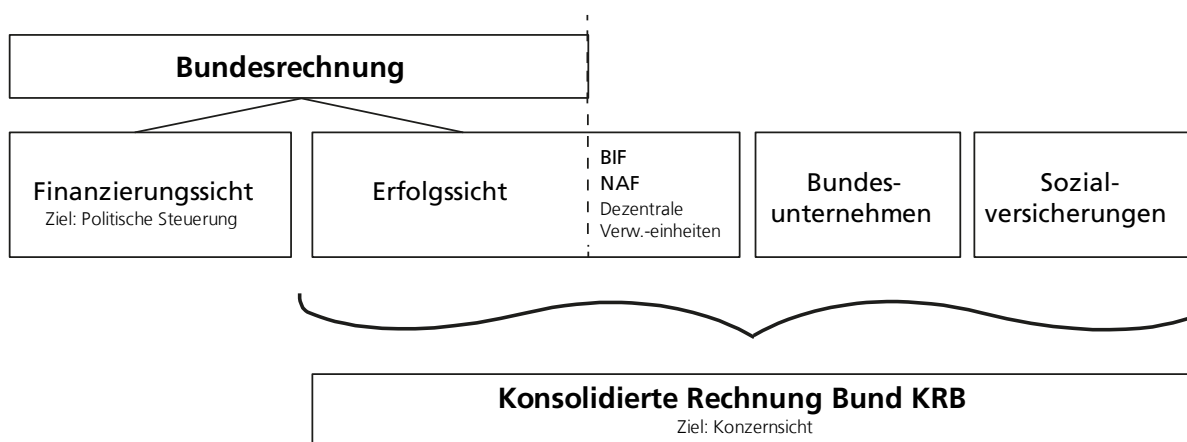 Bundesrechnung
Finanzierungssicht
Ziel: Politische Steuerung
Erfolgssicht
BIF
NAF
Dezentrale
Verw.-einheiten
Bundes-
unternehmen
Sozial-
versicherungen
Konsolidierte Rechnung Bund KRB
Ziel: Konzernsicht